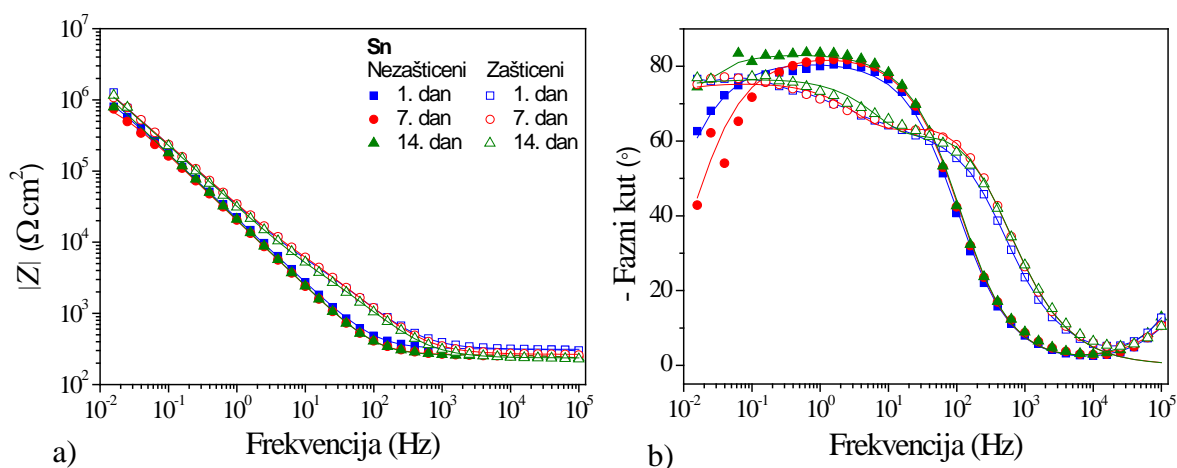 Sn
Nezašticeni Zašticeni
1. dan 1. dan
7. dan 7. dan
14. dan 14. dan
10^7
10^6
10^5
10^4
10^3
10^2
|Z| (Ω cm^2)
10^-2 10^-1 10^0 10^1 10^2 10^3 10^4 10^5
Frekvencija (Hz)
a)
80
60
40
20
0
- Fazni kut (°)
10^-2 10^-1 10^0 10^1 10^2 10^3 10^4 10^5
Frekvencija (Hz)
b)